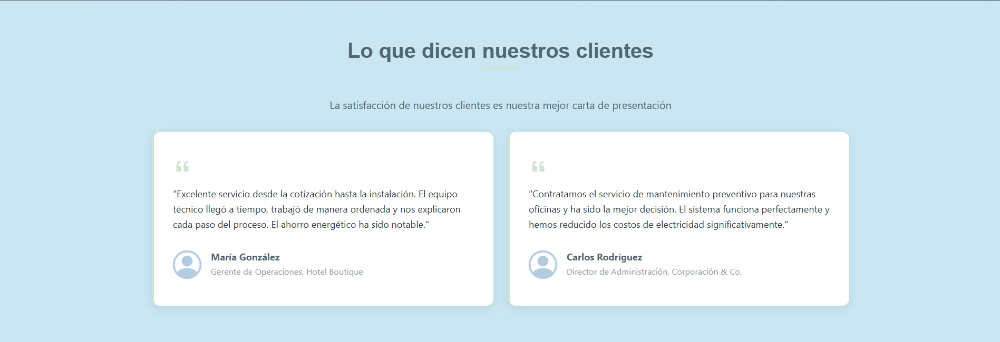 Lo que dicen nuestros clientes
La satisfacción de nuestros clientes es nuestra mejor carta de presentación
"Excelente servicio desde la cotización hasta la instalación. El equipo
técnico llegó a tiempo, trabajó de manera ordenada y nos explicaron
cada paso del proceso. El ahorro energético ha sido notable."
María González
Gerente de Operaciones, Hotel Boutique
"Contratamos el servicio de mantenimiento preventivo para nuestras
oficinas y ha sido la mejor decisión. El sistema funciona perfectamente y
hemos reducido los costos de electricidad significativamente."
Carlos Rodríguez
Director de Administración, Corporación & Co.